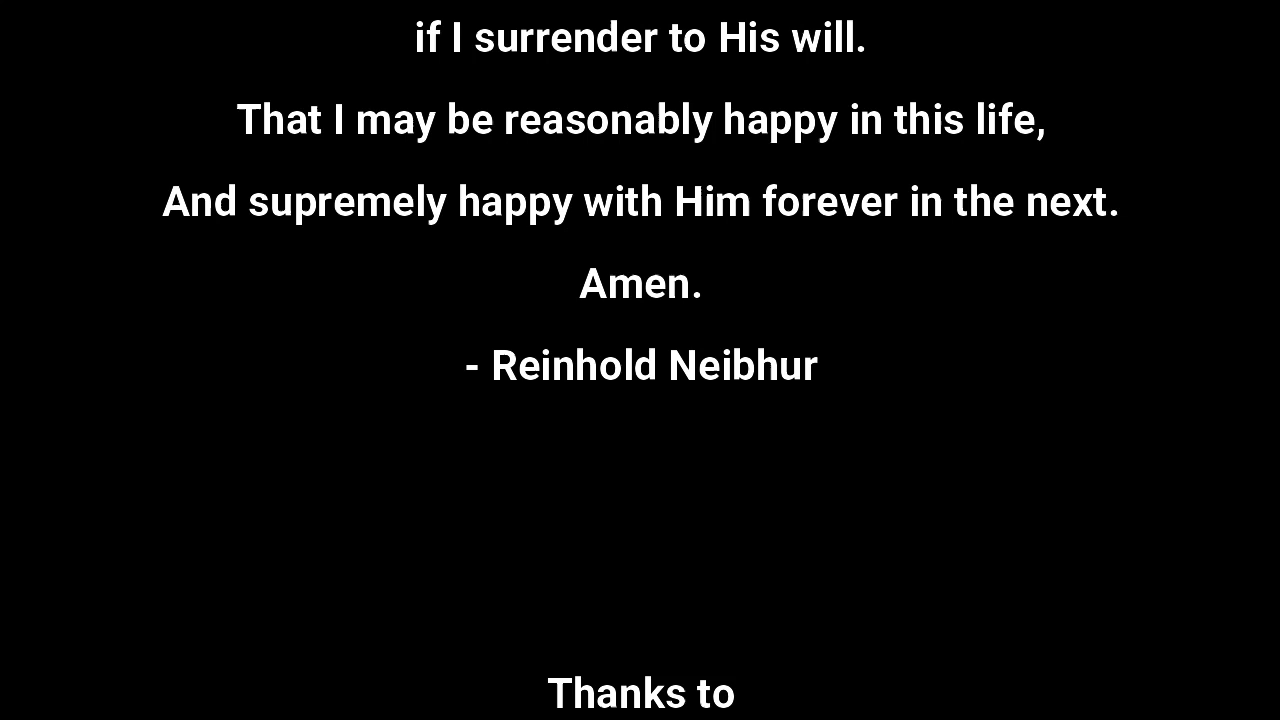 if I surrender to His will.
That I may be reasonably happy in this life,
And supremely happy with Him forever in the next.
Amen.
- Reinhold Neibhur
Thanks to